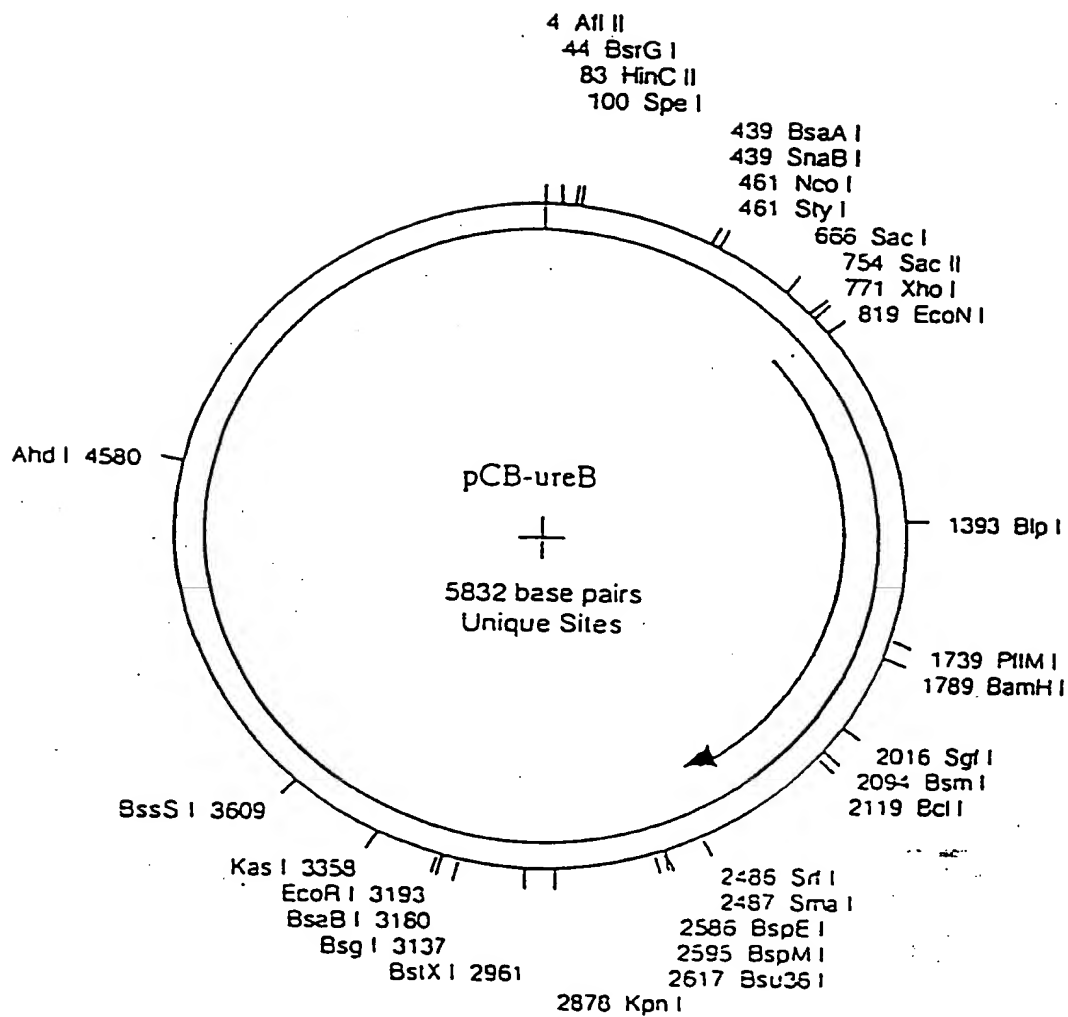 4 Afl II
44 BsrG I
83 HinC II
100 Spe I
439 BsaA I
439 SnaB I
461 Nco I
461 Sty I
666 Sac I
754 Sac II
771 Xho I
819 EcoN I
Ahd I 4580
pCB-ureB
5832 base pairs
Unique Sites
1393 Blp I
1739 PflM I
1789 BamH I
2016 Sgf I
2094 Bsm I
2119 Bcl I
BssS I 3609
Kas I 3358
EcoR I 3193
BsaB I 3180
Bsg I 3137
BstX I 2961
2486 Srf I
2487 Sma I
2586 BspE I
2595 BspM I
2617 Bsu36 I
2878 Kpn I